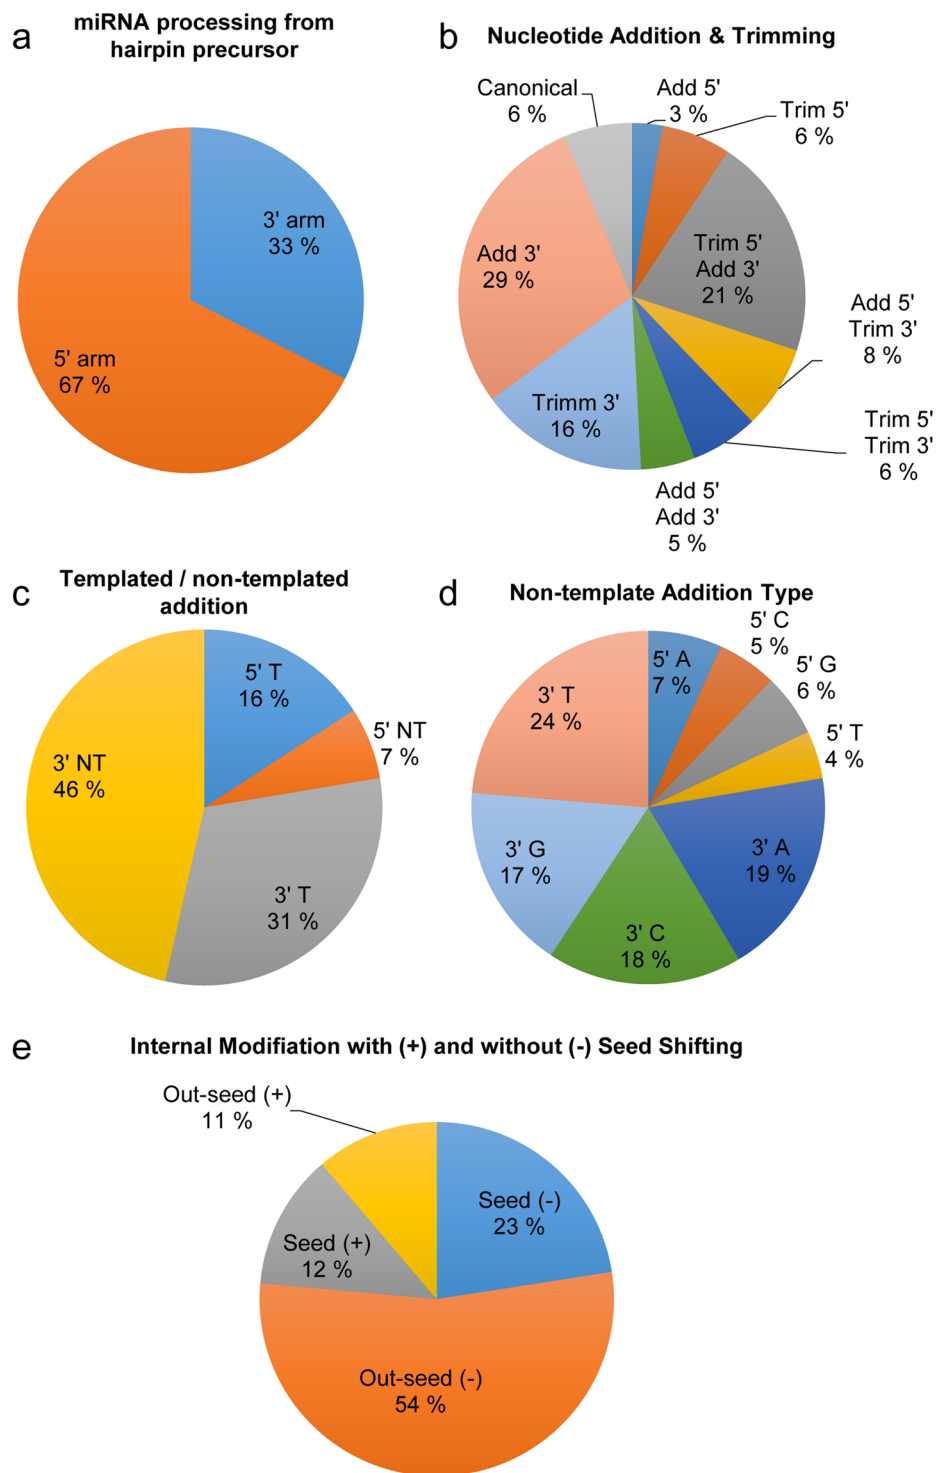 a
miRNA processing from
hairpin precursor
3' arm
33 %
5' arm
67 %
b
Nucleotide Addition & Trimming
Canonical
6 %
Add 5'
3 %
Trim 5'
6 %
Trim 5'
Add 3'
21 %
Add 5'
Trim 3'
8 %
Trim 5'
Trim 3'
6 %
Add 5'
Add 3'
5 %
Trimm 3'
16 %
Add 3'
29 %
c
Templated / non-templated
addition
5' T
16 %
5' NT
7 %
3' T
31 %
3' NT
46 %
d
Non-template Addition Type
5' A
7 %
5' C
5 %
5' G
6 %
5' T
4 %
3' A
19 %
3' C
18 %
3' G
17 %
3' T
24 %
e
Internal Modifiation with (+) and without (-) Seed Shifting
Out-seed (+)
11 %
Seed (-)
23 %
Seed (+)
12 %
Out-seed (-)
54 %